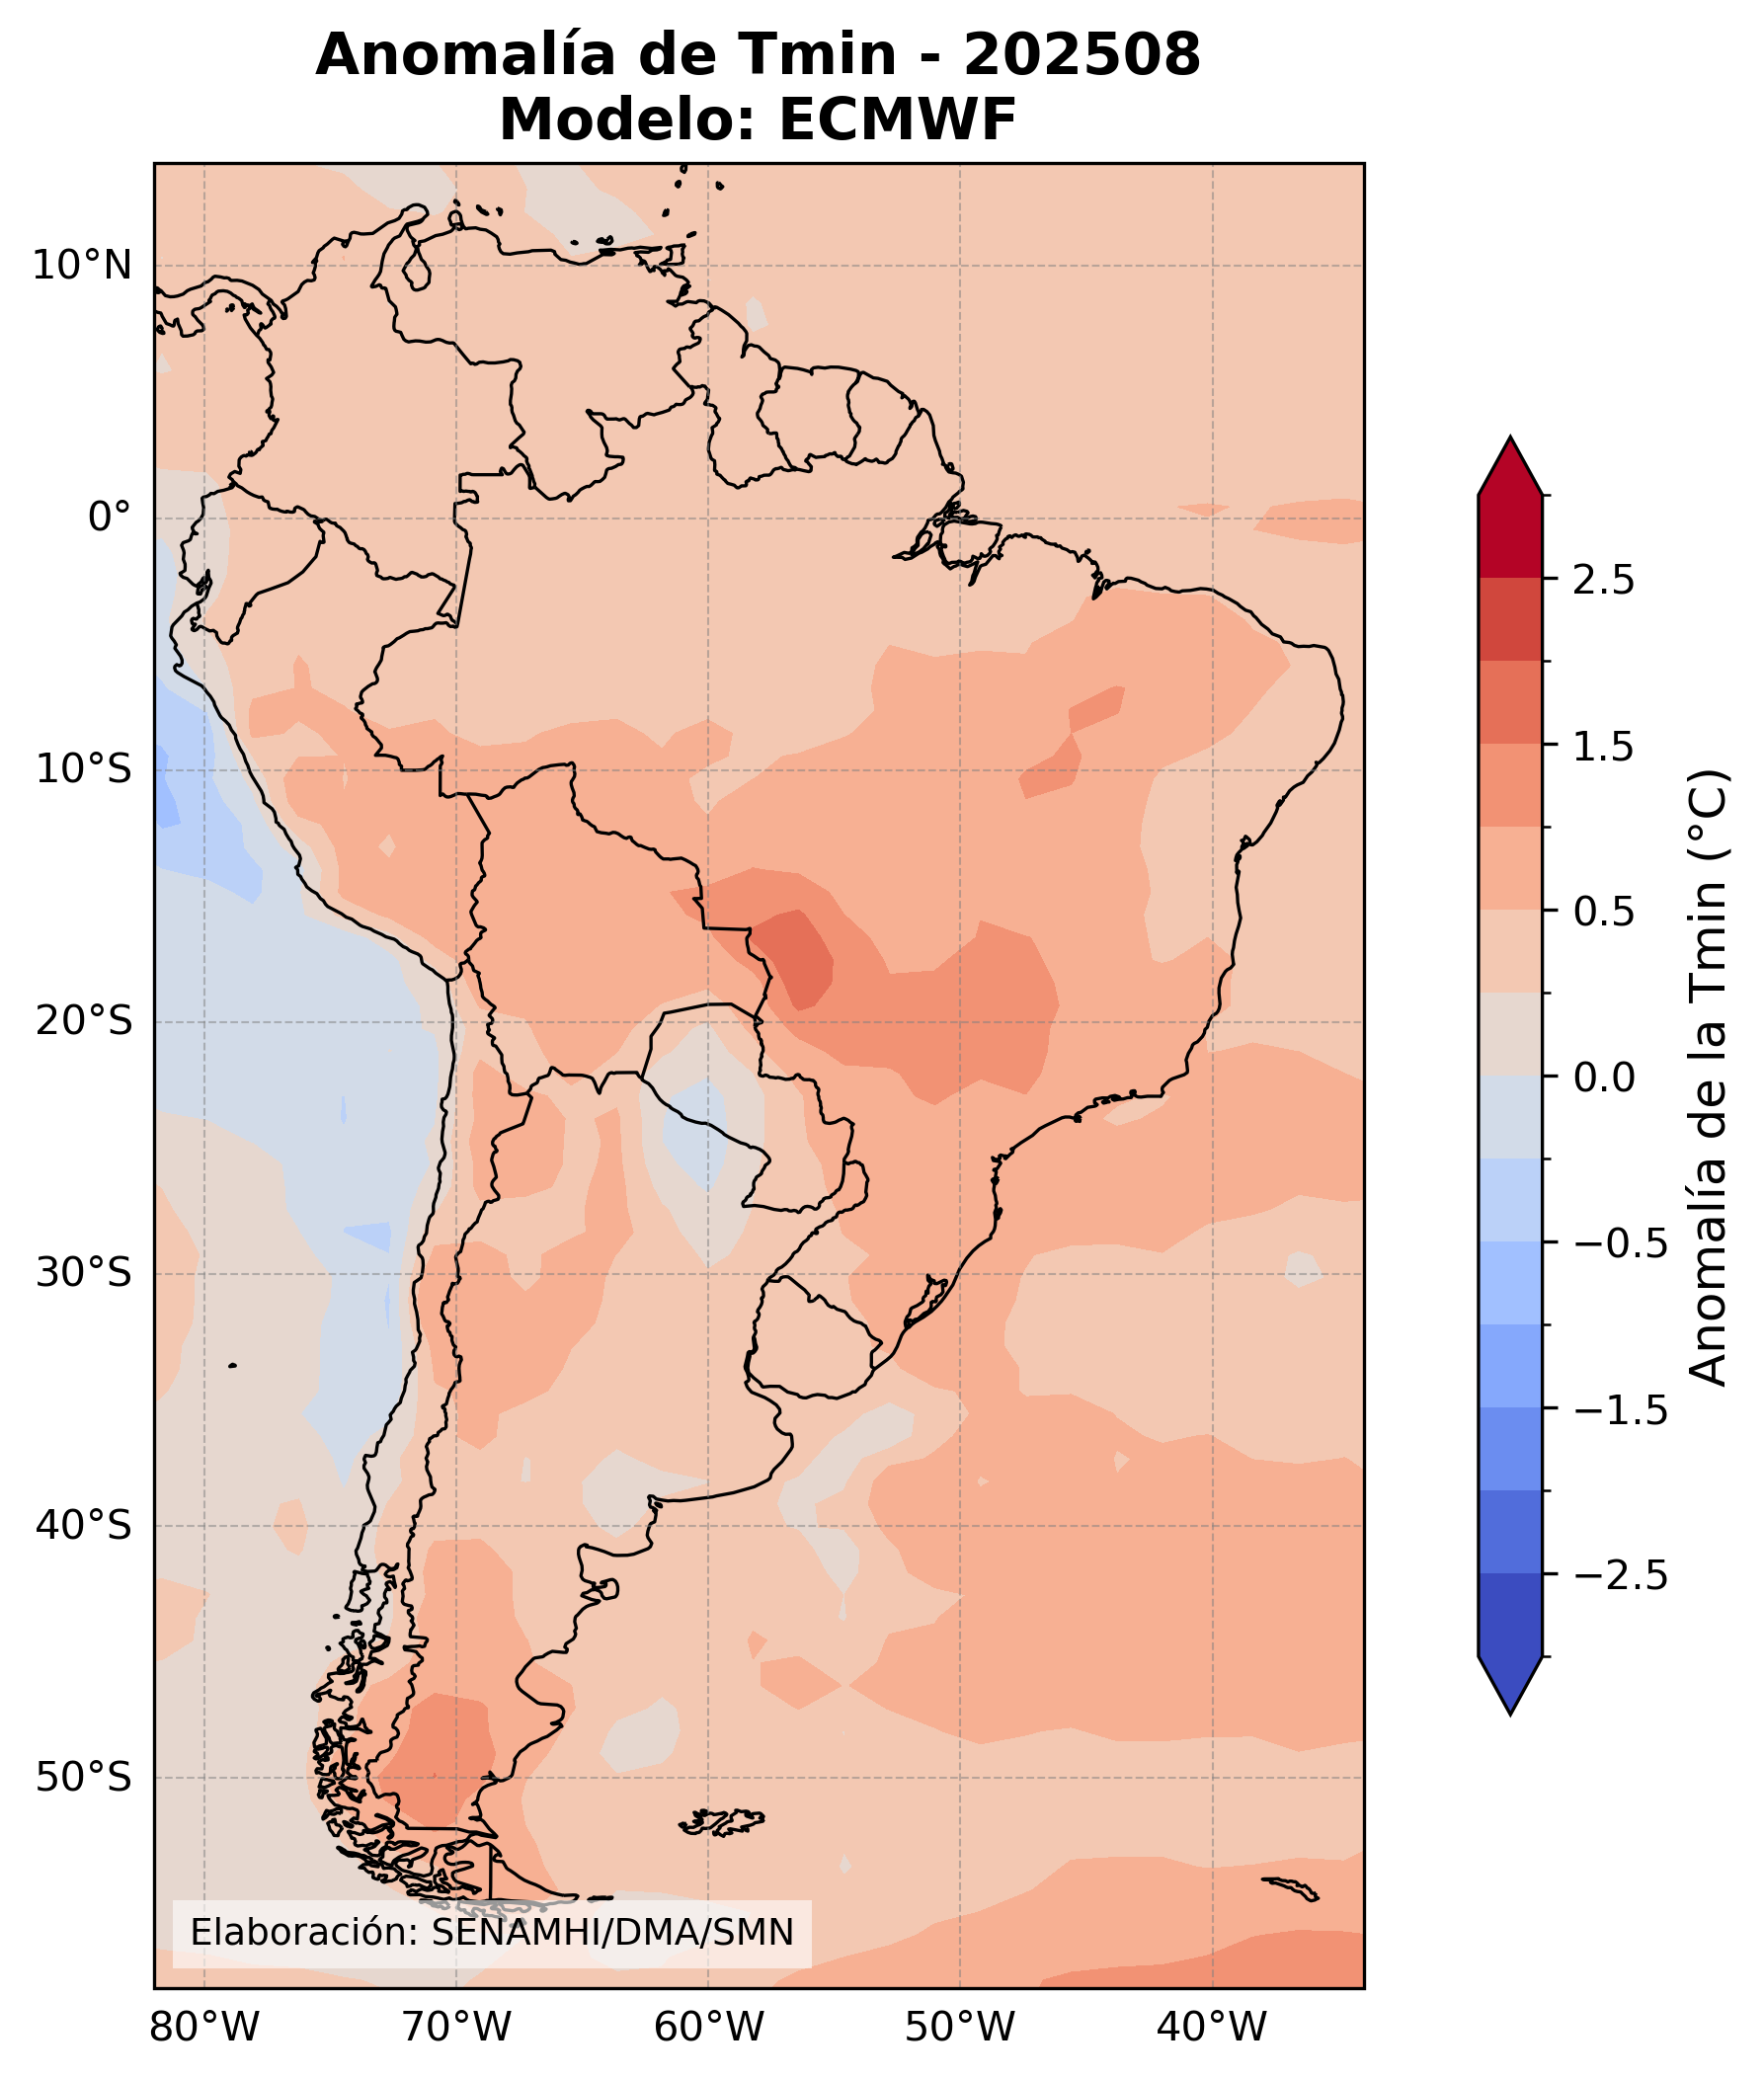 Anomalía de Tmin - 202508
Modelo: ECMWF
10°N
0°
10°S
20°S
30°S
40°S
50°S
80°W
70°W
60°W
50°W
40°W
Elaboración: SENAMHI/DMA/SMN
2.5
1.5
0.5
0.0
−0.5
−1.5
−2.5
Anomalía de la Tmin (°C)